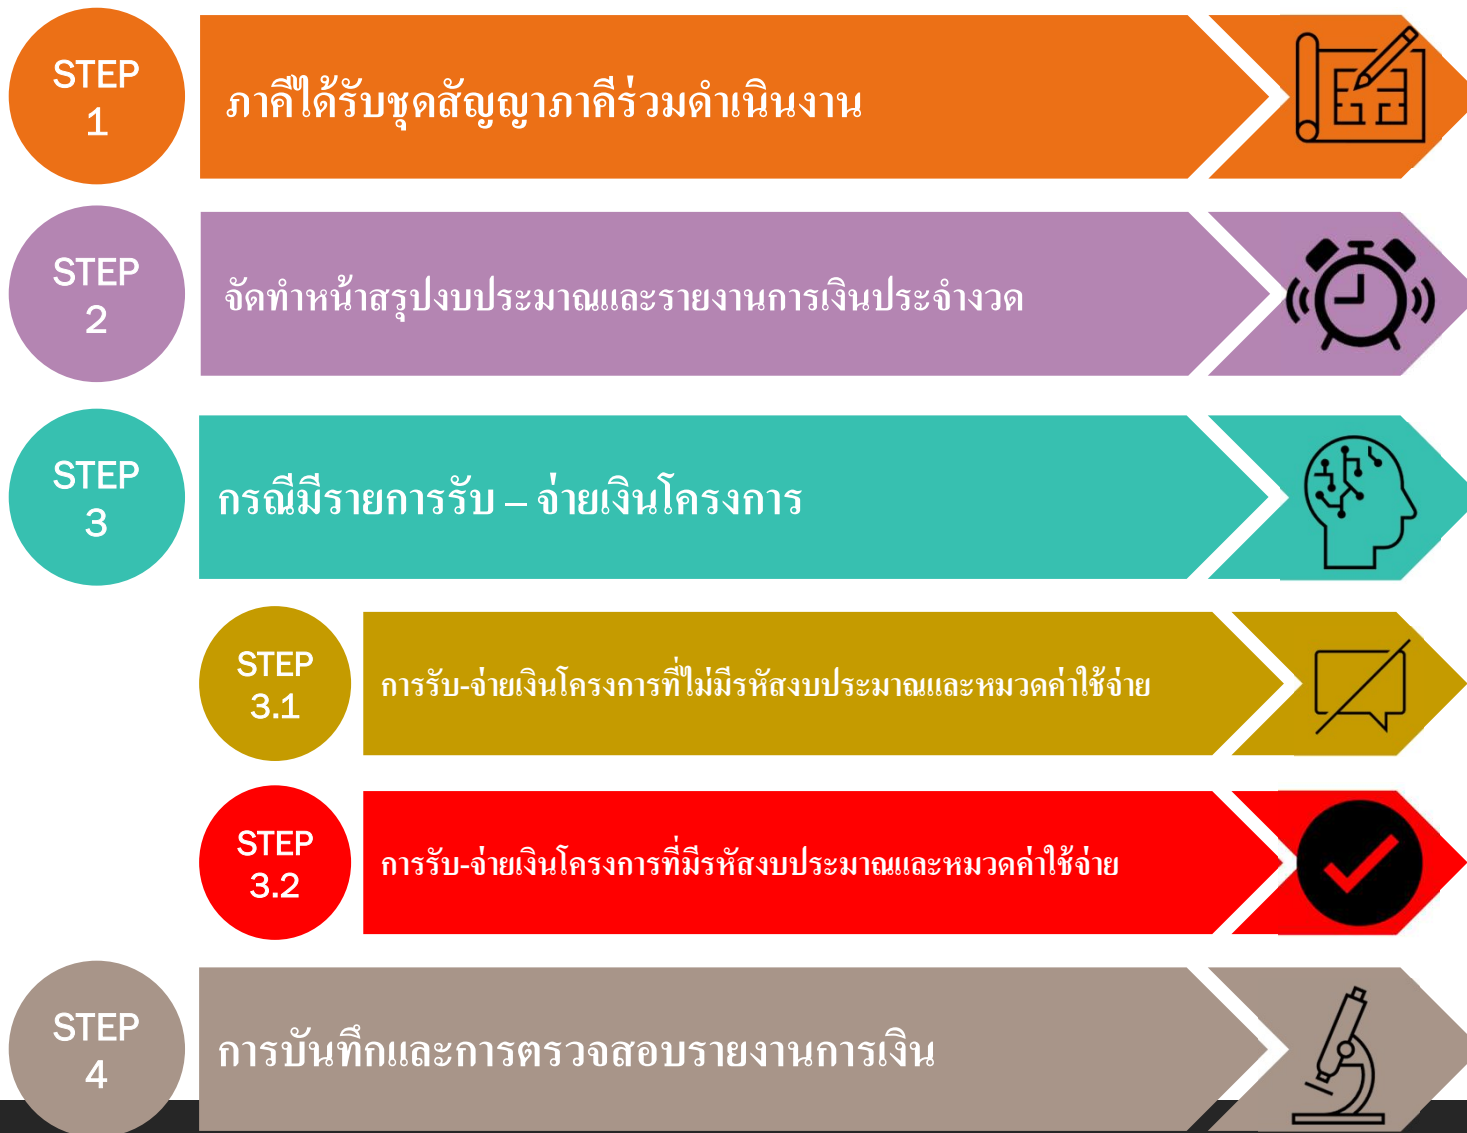 STEP
1
ภาคีได้รับชุดสัญญาภาคีร่วมดำเนินงาน
STEP
2
จัดทำหน้าสรุปงบประมาณและรายงานการเงินประจำงวด
STEP
3
กรณีมีรายการรับ – จ่ายเงินโครงการ
STEP
3.1
การรับ-จ่ายเงินโครงการที่ไม่มีรหัสงบประมาณและหมวดค่าใช้จ่าย
STEP
3.2
การรับ-จ่ายเงินโครงการที่มีรหัสงบประมาณและหมวดค่าใช้จ่าย
STEP
4
การบันทึกและการตรวจสอบรายงานการเงิน